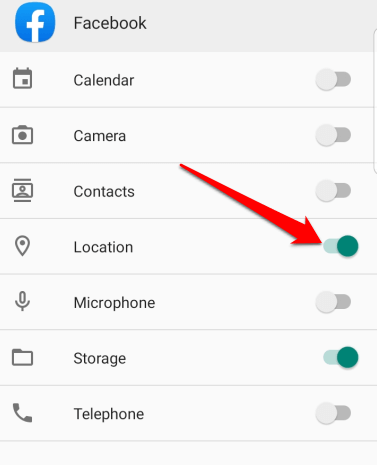 Facebook
Calendar
Camera
Contacts
Location
Microphone
Storage
Telephone